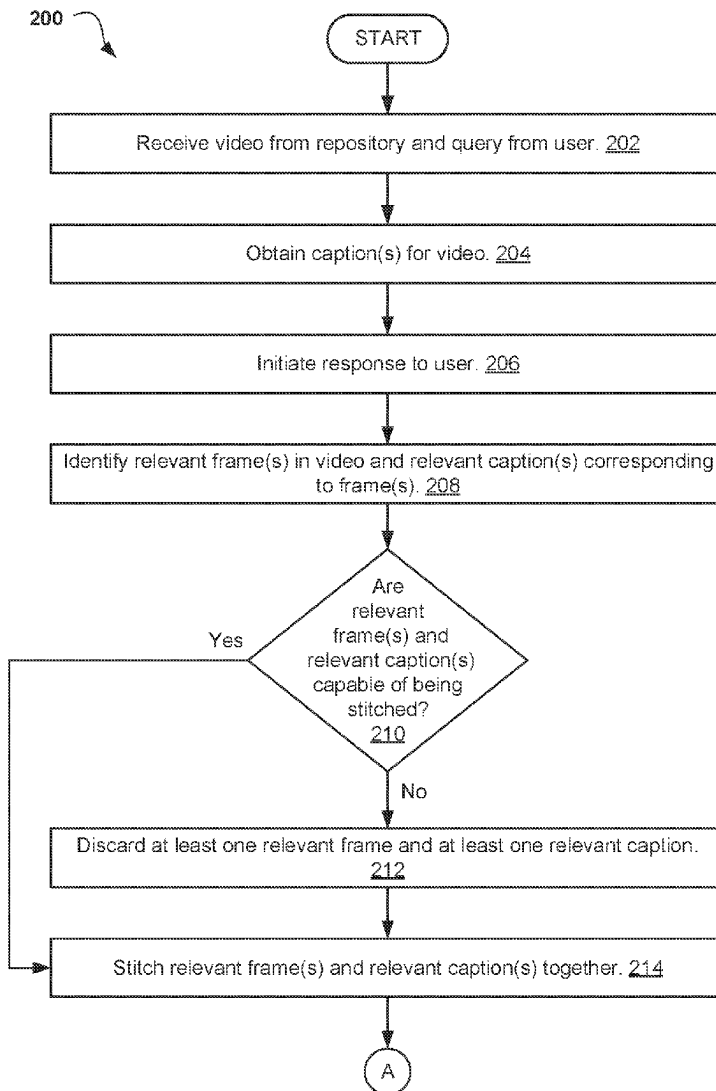 200
START
Receive video from repository and query from user. 202
Obtain caption(s) for video. 204
Initiate response to user. 206
Identify relevant frame(s) in video and relevant caption(s) corresponding
to frame(s). 208
Are
relevant
frame(s) and
relevant caption(s)
capable of being
stitched?
210
Yes
No
Discard at least one relevant frame and at least one relevant caption.
212
Stitch relevant frame(s) and relevant caption(s) together. 214
A